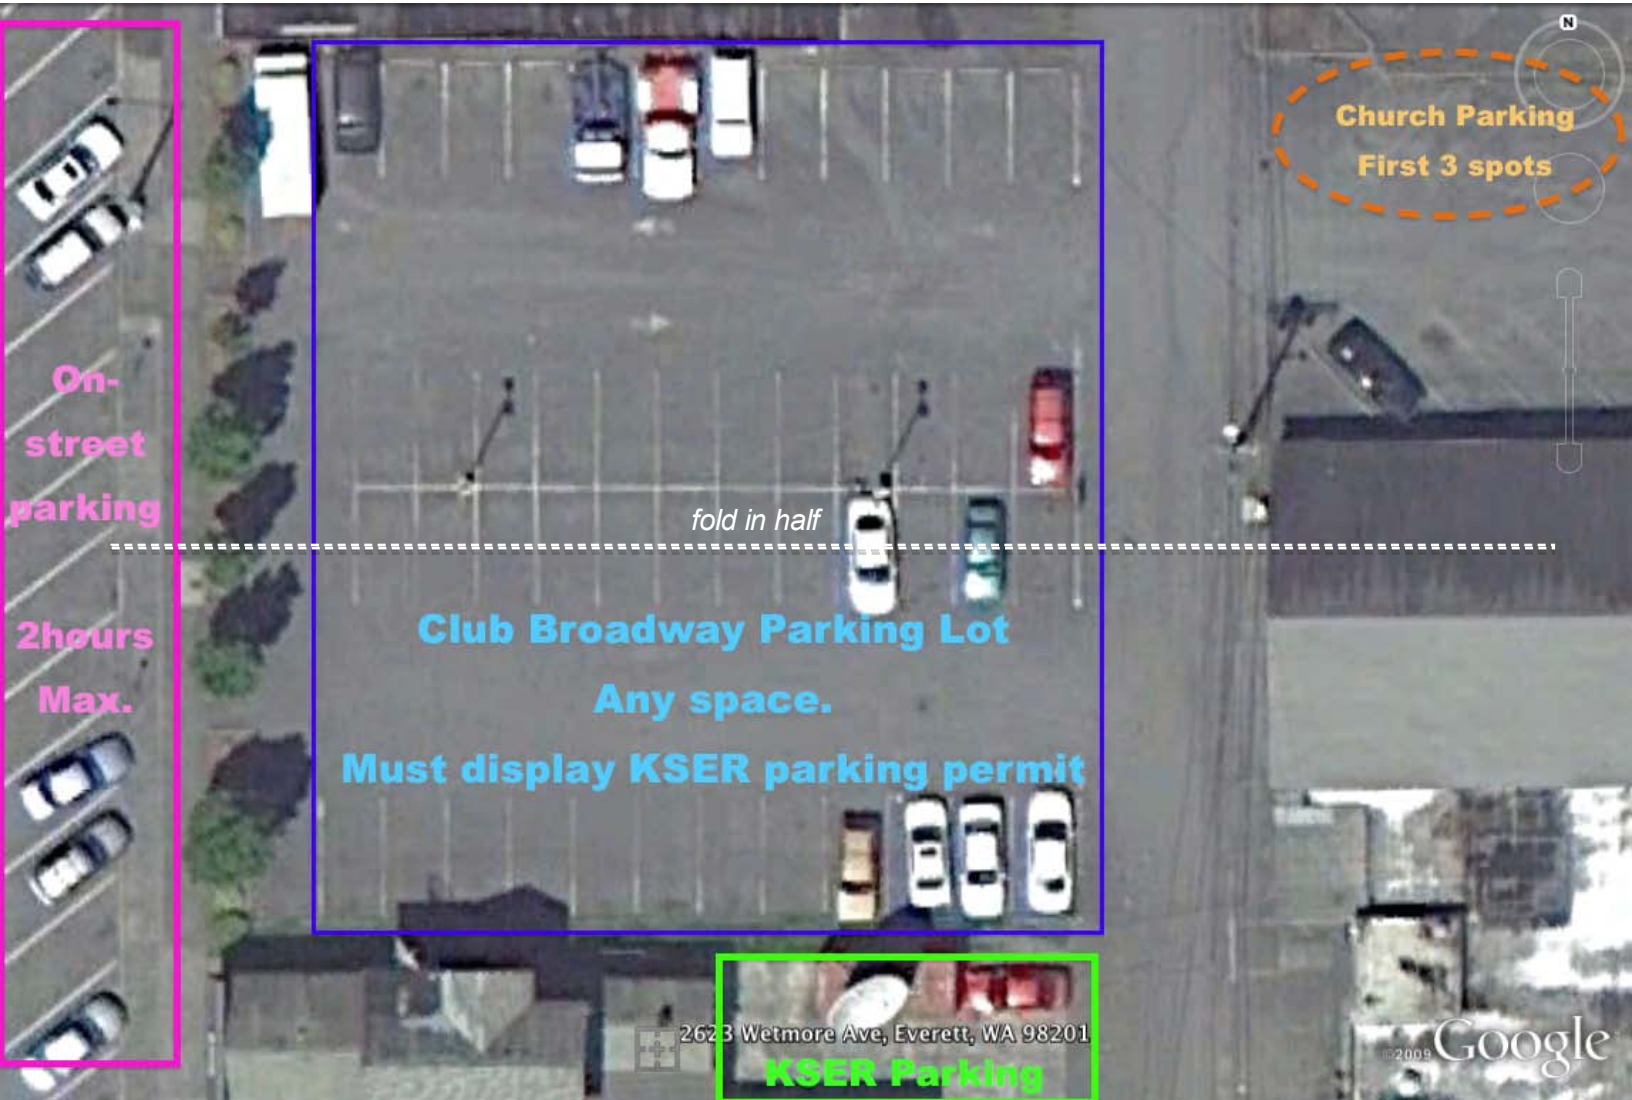 N
Church Parking
First 3 spots
On-
street
parking
2hours
Max.
fold in half
Club Broadway Parking Lot
Any space.
Must display KSER parking permit
2623 Wetmore Ave, Everett, WA 98201
KSER Parking
©2009 Google